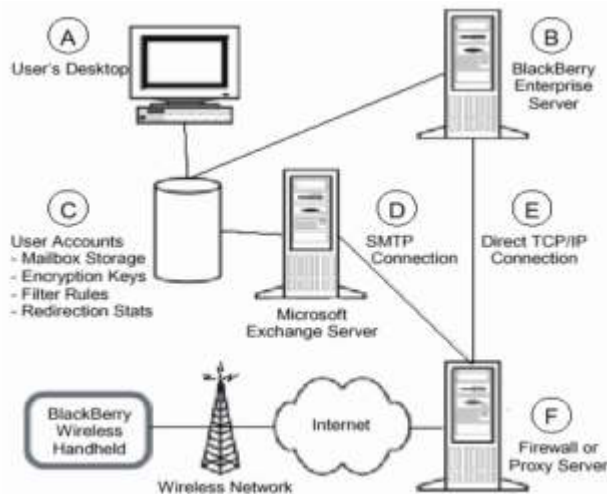 A
User's Desktop
B
BlackBerry
Enterprise
Server
C
User Accounts
- Mailbox Storage
- Encryption Keys
- Filter Rules
- Redirection Stats
Microsoft
Exchange Server
D
SMTP
Connection
E
Direct TCP/IP
Connection
BlackBerry
Wireless
Handheld
Wireless Network
Internet
F
Firewall or
Proxy Server